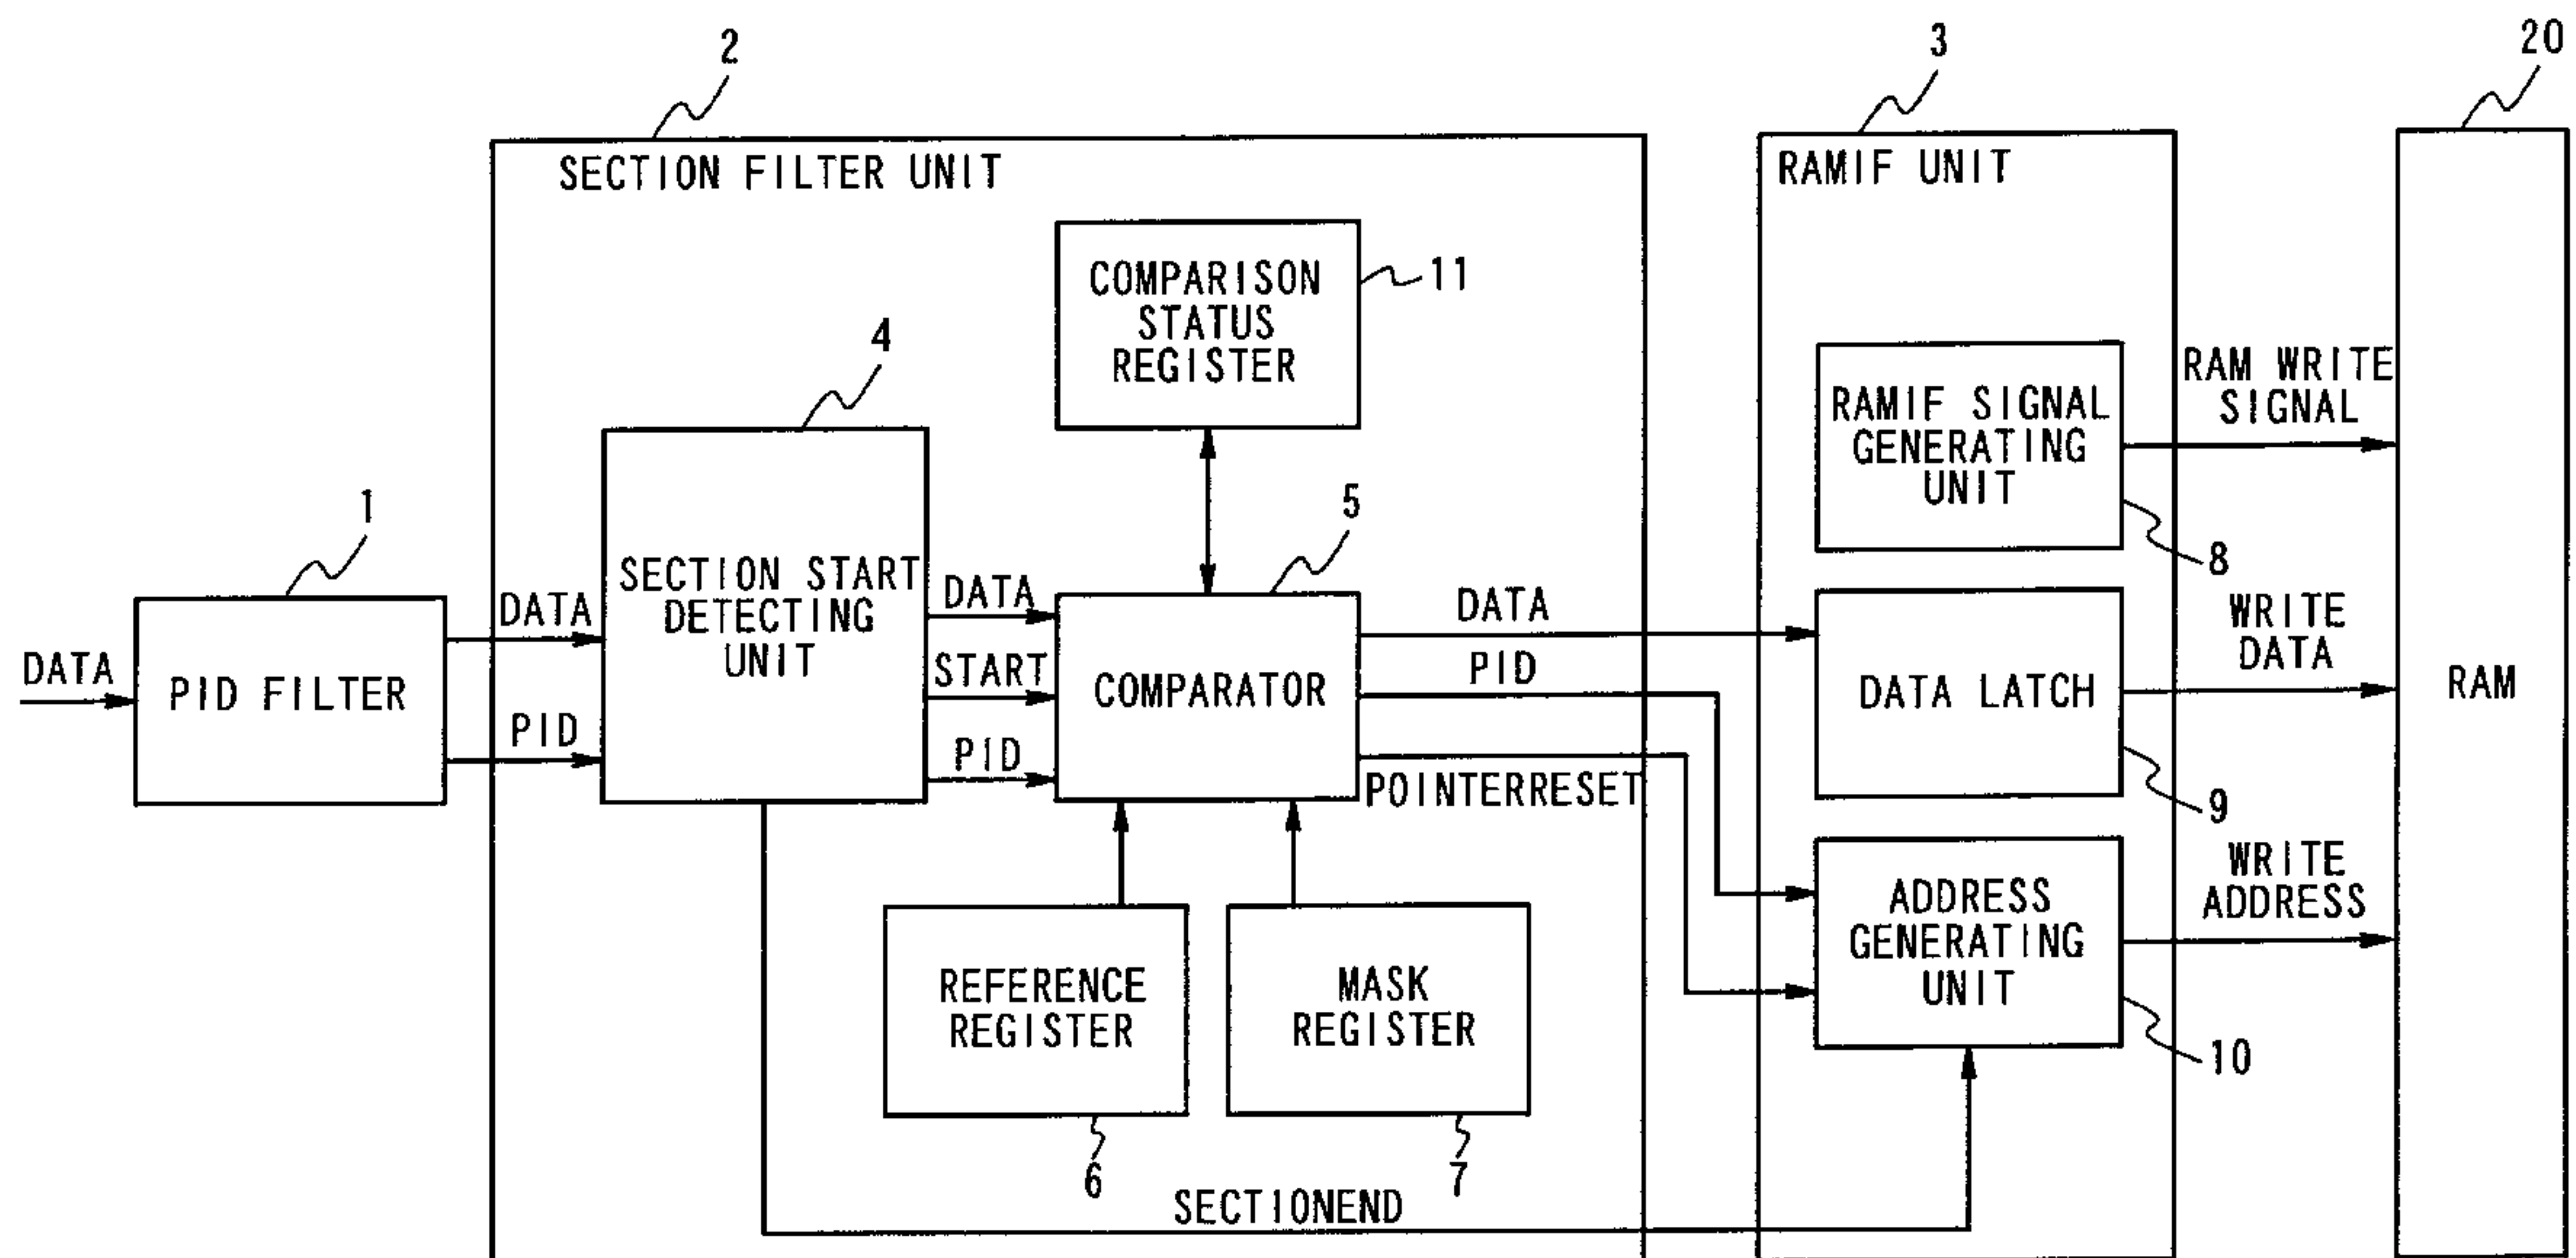 2
3
20
SECTION FILTER UNIT
RAMIF UNIT
COMPARISON
STATUS
REGISTER
11
4
RAM WRITE
SIGNAL
RAMIF SIGNAL
GENERATING
UNIT
8
1
5
DATA
PID FILTER
DATA
PID
SECTION START
DETECTING
UNIT
DATA
START
PID
COMPARATOR
DATA
PID
POINTERRESET
DATA LATCH
9
WRITE
DATA
RAM
REFERENCE
REGISTER
6
MASK
REGISTER
7
ADDRESS
GENERATING
UNIT
10
WRITE
ADDRESS
SECTIONEND